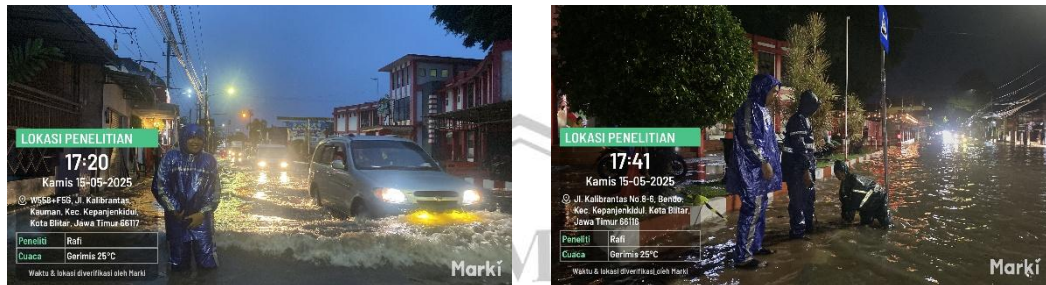 LOKASI PENELITIAN
17:20
Kamis 15-05-2025
W558+F5G, Jl. Kalibrantas,
Kauman, Kec. Kepanjenkidul,
Kota Blitar, Jawa Timur 66117
Peneliti Rafi
Cuaca Gerimis 25°C
Waktu & lokasi diverifikasi oleh Marki
Marki
LOKASI PENELITIAN
17:41
Kamis 15-05-2025
Jl. Kalibrantas No.8-6, Bendo,
Kec. Kepanjenkidul, Kota Blitar,
Jawa Timur 66116
Peneliti Rafi
Cuaca Gerimis 25°C
Waktu & lokasi diverifikasi oleh Marki
Marki